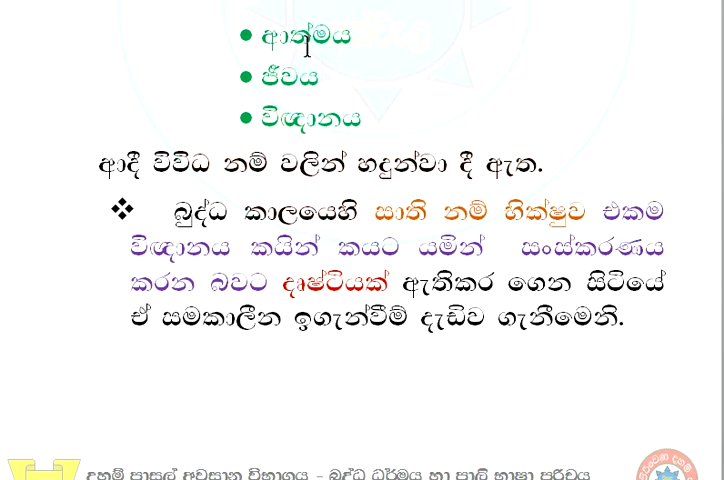 ● ආත්මය
● ජීවය
● විඥානය
ආදී විවිධ නම් වලින් හඳුන්වා දී ඇත.
❖ බුද්ධ කාලයෙහි සාති නම් භික්ෂුව එකම
විඥානය කයින් කයට යමින් සංස්කරණය
කරන බවට දෘෂ්ටියක් ඇතිකර ගෙන සිටියේ
ඒ සමකාලීන ඉගැන්වීම් දැඩිව ගැනීමෙනි.
දහම් පාසල් අවසාන විභාගය - බුද්ධ ධර්මය හා පාලි භාෂා පරිචය